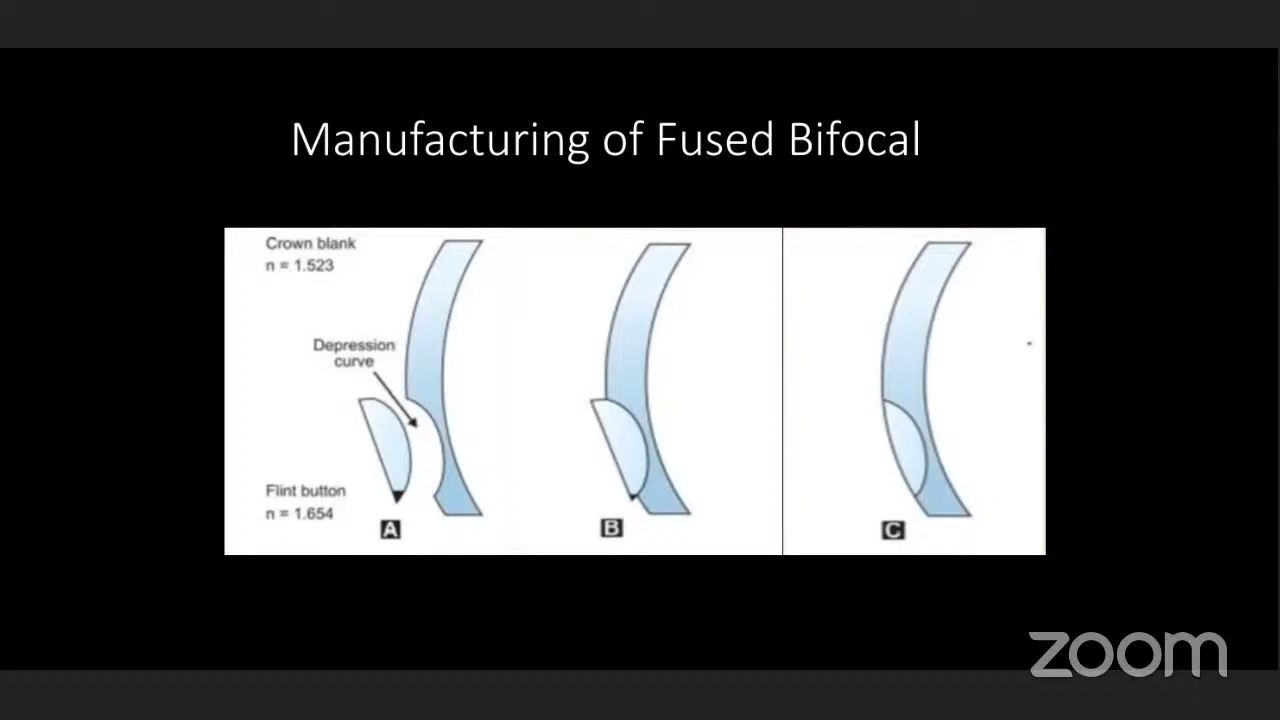 Manufacturing of Fused Bifocal
Crown blank
n = 1.523
Depression
curve
Flint button
n = 1.654
A
B
C
zoom